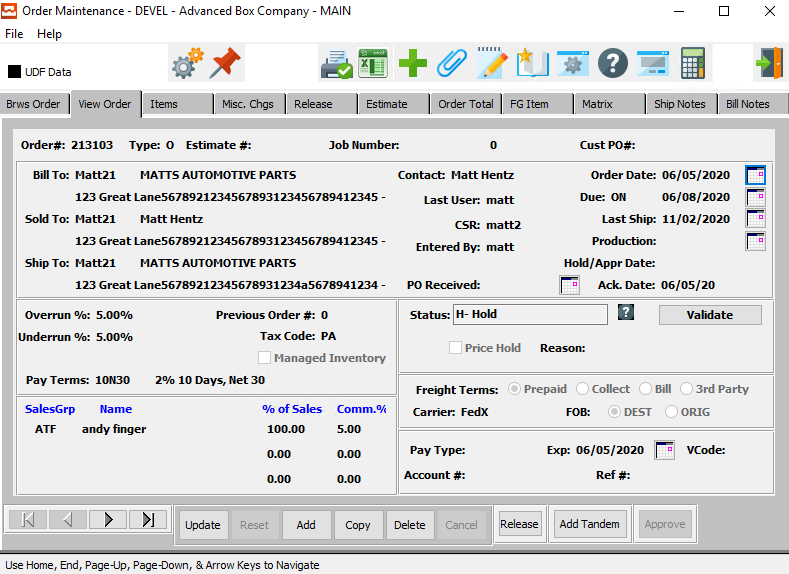 Order Maintenance - DEVEL - Advanced Box Company - MAIN
File Help
UDF Data
Brws Order View Order Items Misc. Chgs Release Estimate Order Total FG Item Matrix Ship Notes Bill Notes
Order#: 213103 Type: O Estimate #: Job Number: 0 Cust PO#:
Bill To: Matt21 MATTS AUTOMOTIVE PARTS Contact: Matt Hentz Order Date: 06/05/2020
123 Great Lane5678921234567893123456789412345 - Last User: matt Due: ON 06/08/2020
Sold To: Matt21 Matt Hentz CSR: matt2 Last Ship: 11/02/2020
123 Great Lane5678921234567893123456789412345 - Entered By: matt Production:
Ship To: Matt21 MATTS AUTOMOTIVE PARTS Hold/Appr Date:
123 Great Lane56789212345678931234a5678941234 - PO Received: Ack. Date: 06/05/20
Overrun %: 5.00% Previous Order #: 0 Status: H- Hold ? Validate
Underrun %: 5.00% Tax Code: PA
Managed Inventory Price Hold Reason:
Pay Terms: 10N30 2% 10 Days, Net 30
Freight Terms: Prepaid Collect Bill 3rd Party
SalesGrp Name % of Sales Comm.% Carrier: FedX FOB: DEST ORIG
ATF andy finger 100.00 5.00
0.00 0.00 Pay Type: Exp: 06/05/2020 VCode:
0.00 0.00 Account #: Ref #:
Update Reset Add Copy Delete Cancel Release Add Tandem Approve
Use Home, End, Page-Up, Page-Down, & Arrow Keys to Navigate